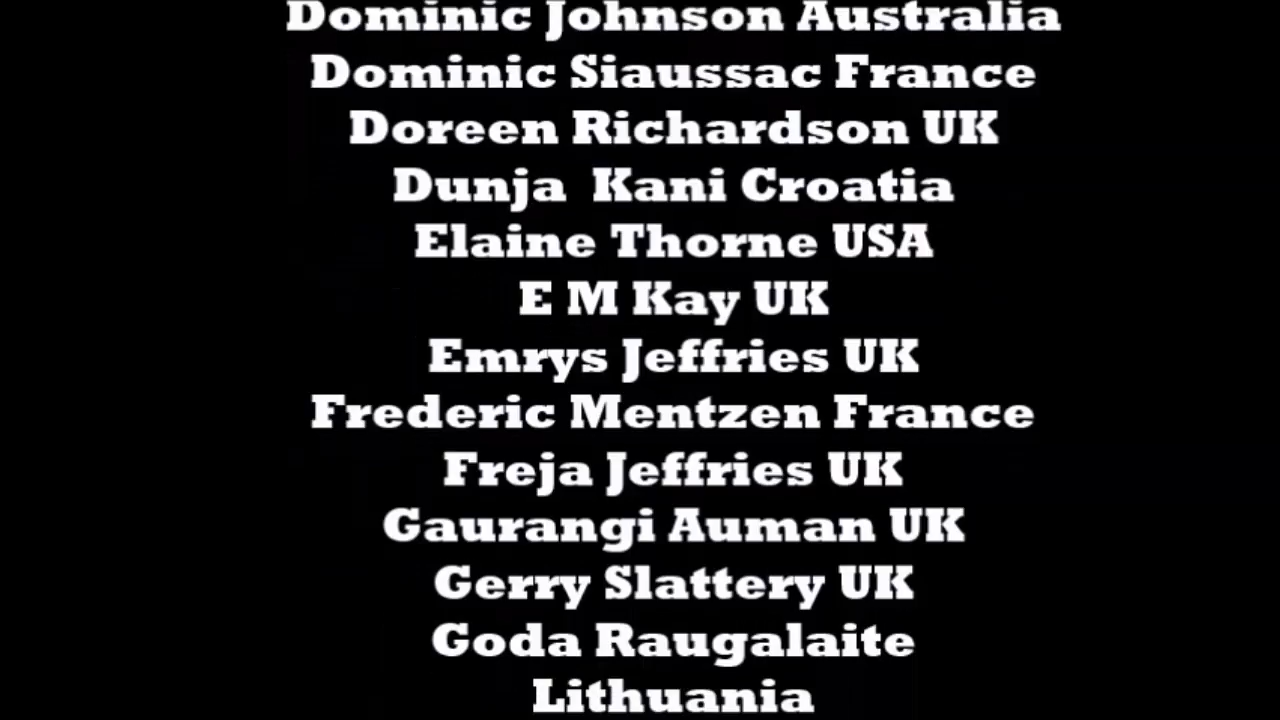 Dominic Johnson Australia
Dominic Siaussac France
Doreen Richardson UK
Dunja  Kani Croatia
Elaine Thorne USA
E M Kay UK
Emrys Jeffries UK
Frederic Mentzen France
Freja Jeffries UK
Gaurangi Auman UK
Gerry Slattery UK
Goda Raugalaite
Lithuania